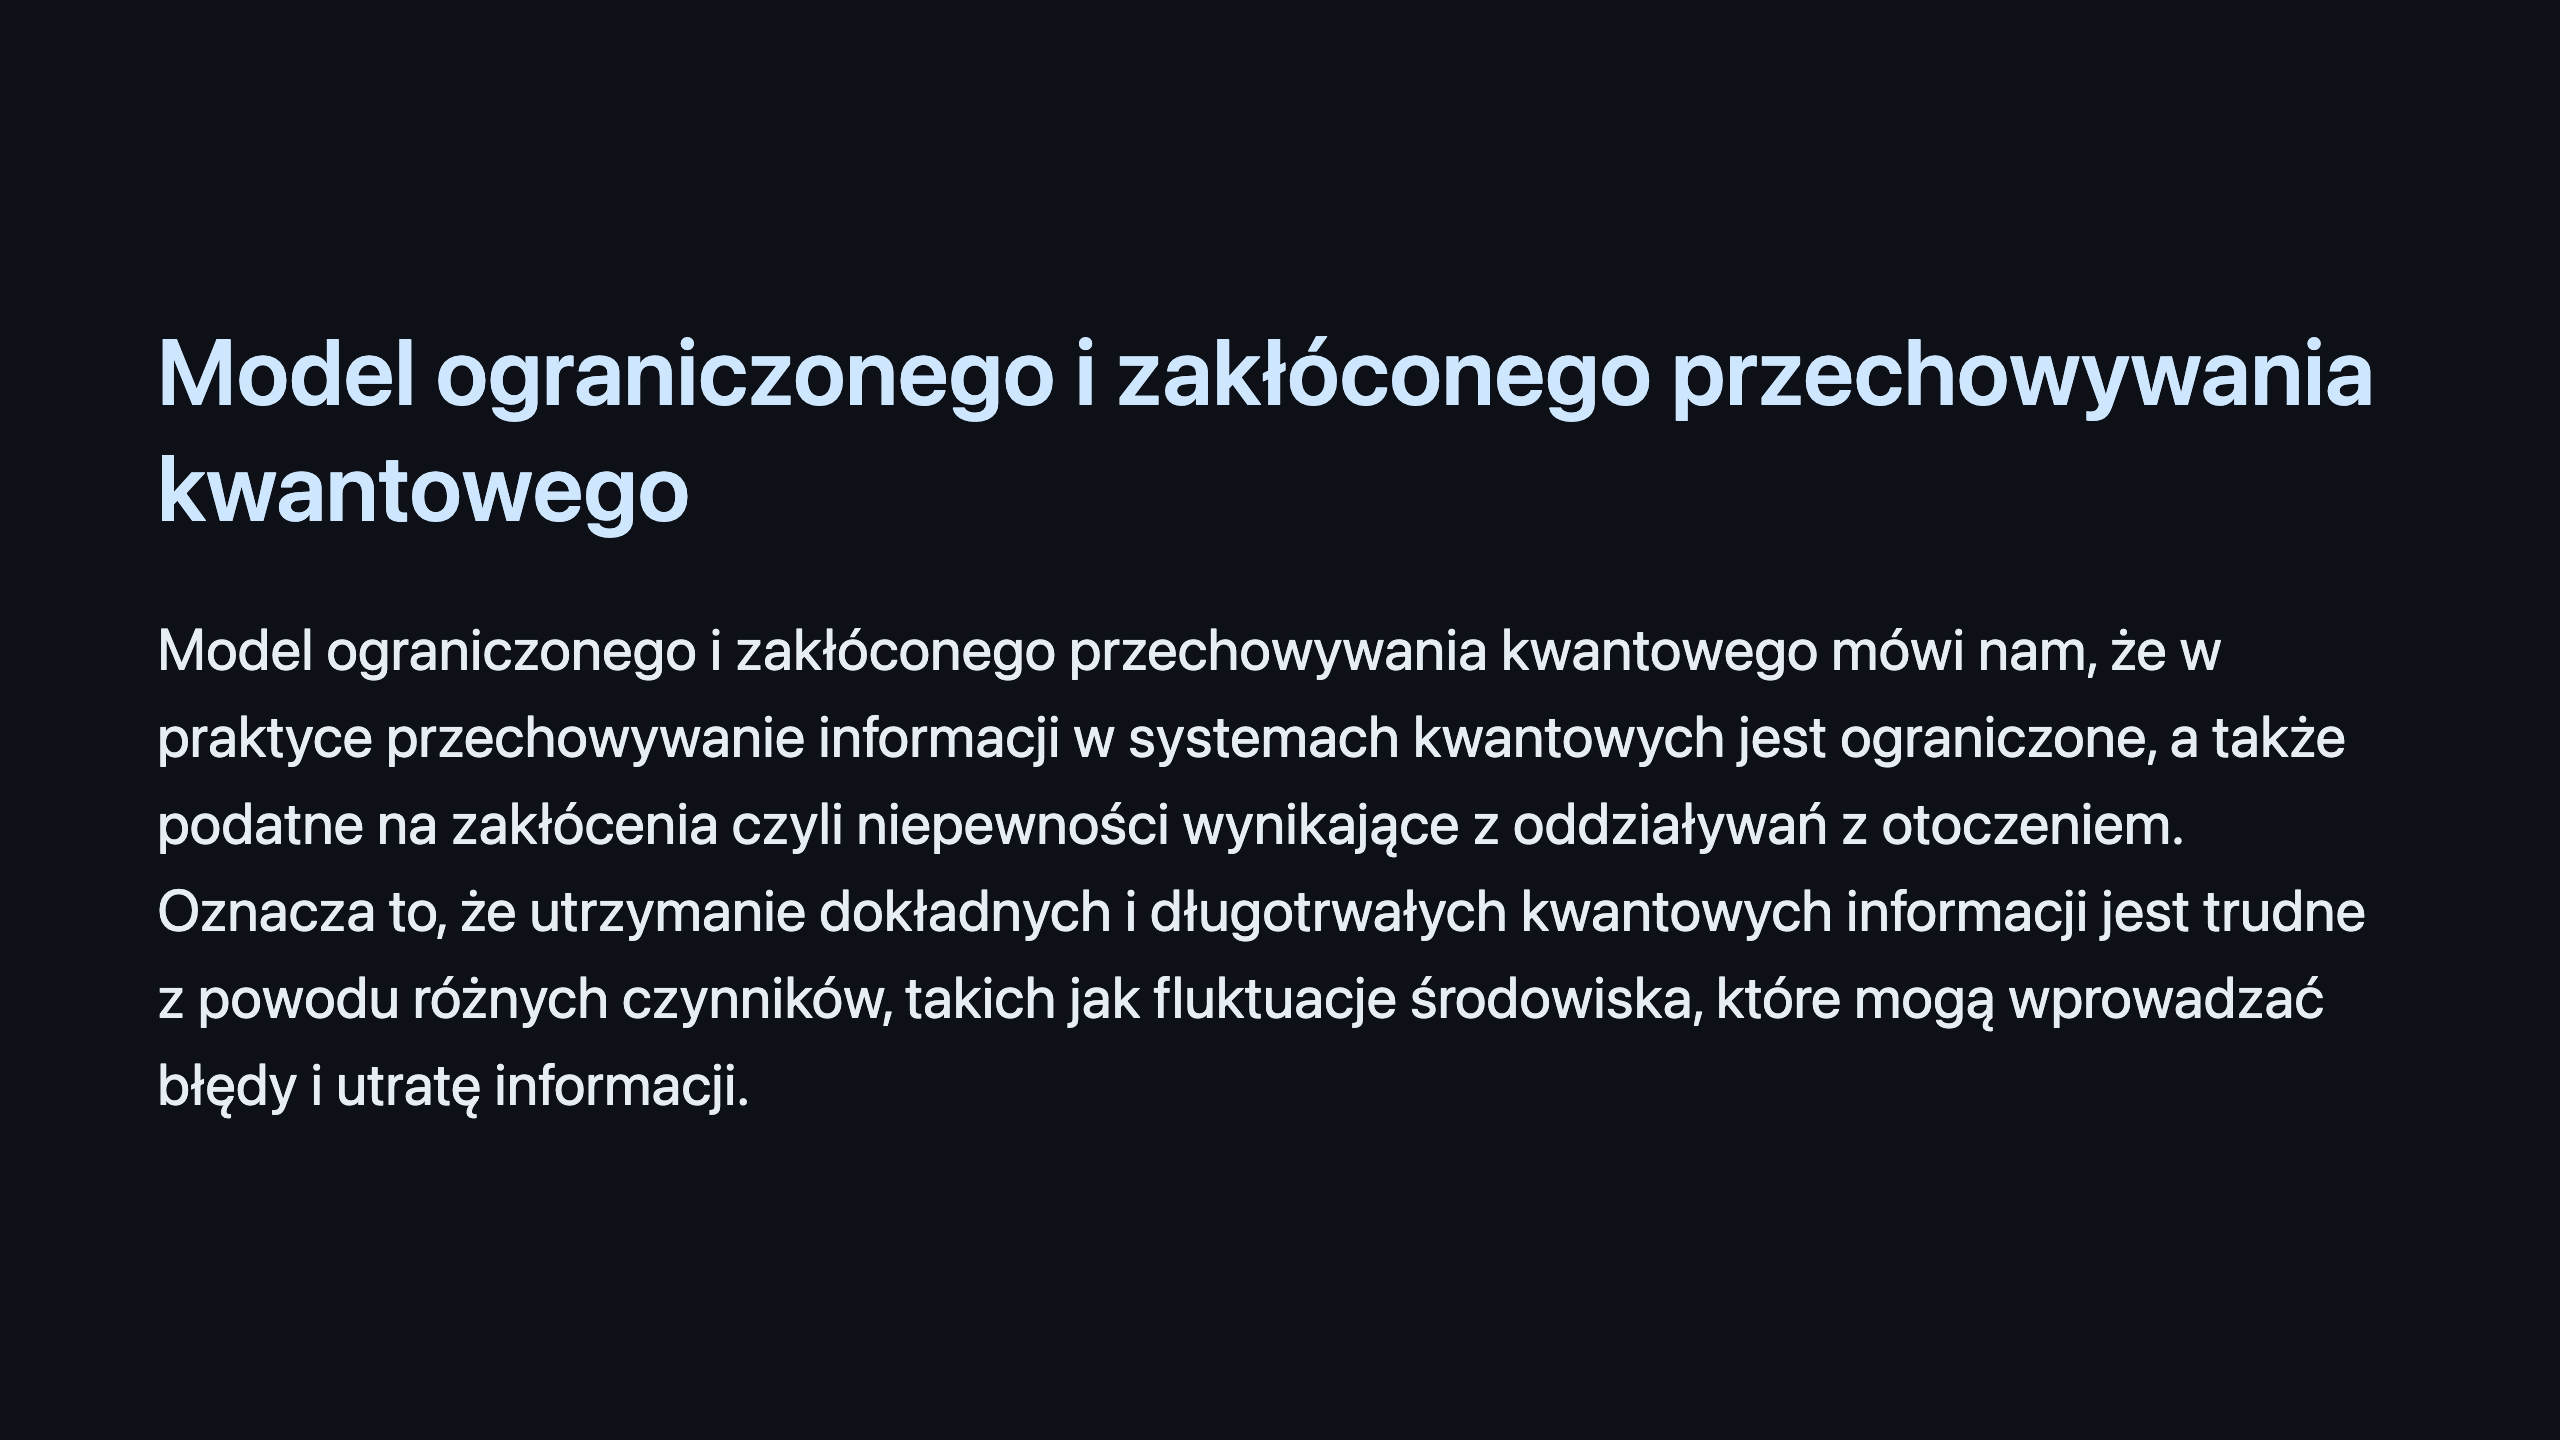 Model ograniczonego i zakłóconego przechowywania
kwantowego
Model ograniczonego i zakłóconego przechowywania kwantowego mówi nam, że w
praktyce przechowywanie informacji w systemach kwantowych jest ograniczone, a także
podatne na zakłócenia czyli niepewności wynikające z oddziaływań z otoczeniem.
Oznacza to, że utrzymanie dokładnych i długotrwałych kwantowych informacji jest trudne
z powodu różnych czynników, takich jak fluktuacje środowiska, które mogą wprowadzać
błędy i utratę informacji.